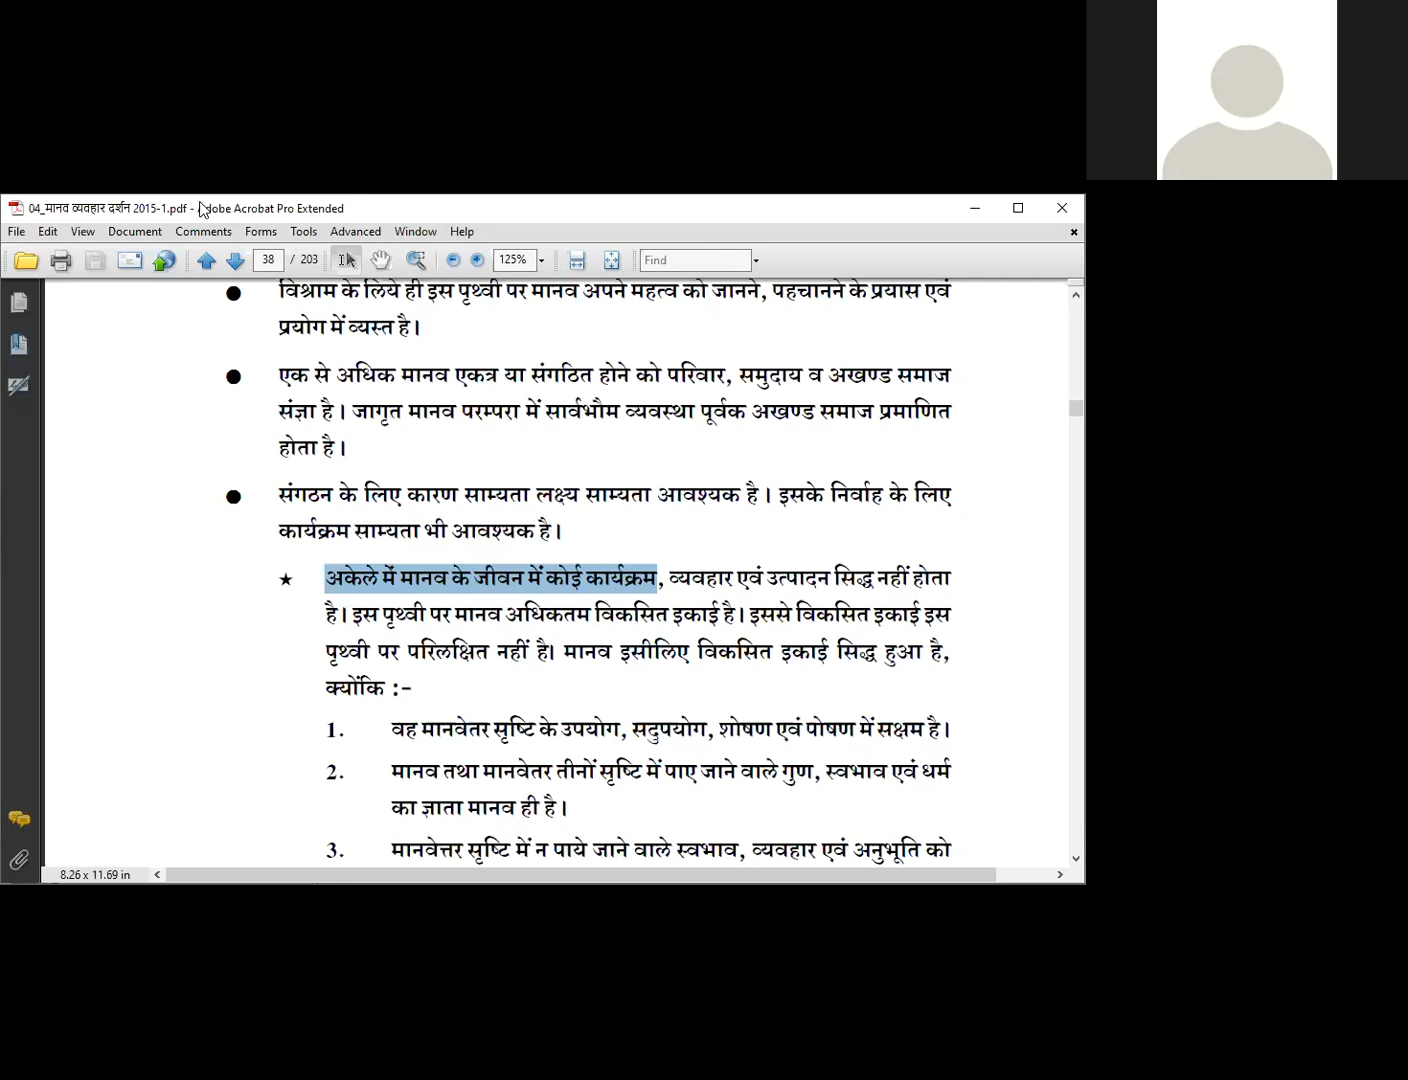 04_मानव व्यवहार दर्शन 2015-1.pdf - Adobe Acrobat Pro Extended
File Edit View Document Comments Forms Tools Advanced Window Help
38 / 203 125% Find
● विश्राम के लिये ही इस पृथ्वी पर मानव अपने महत्व को जानने, पहचानने के प्रयास एवं
प्रयोग में व्यस्त है।
● एक से अधिक मानव एकत्र या संगठित होने को परिवार, समुदाय व अखण्ड समाज
संज्ञा है। जागृत मानव परम्परा में सार्वभौम व्यवस्था पूर्वक अखण्ड समाज प्रमाणित
होता है।
● संगठन के लिए कारण साम्यता लक्ष्य साम्यता आवश्यक है। इसके निर्वाह के लिए
कार्यक्रम साम्यता भी आवश्यक है।
★ अकेले में मानव के जीवन में कोई कार्यक्रम, व्यवहार एवं उत्पादन सिद्ध नहीं होता
है। इस पृथ्वी पर मानव अधिकतम विकसित इकाई है। इससे विकसित इकाई इस
पृथ्वी पर परिलक्षित नहीं है। मानव इसीलिए विकसित इकाई सिद्ध हुआ है,
क्योंकि :-
1. वह मानवेतर सृष्टि के उपयोग, सदुपयोग, शोषण एवं पोषण में सक्षम है।
2. मानव तथा मानवेतर तीनों सृष्टि में पाए जाने वाले गुण, स्वभाव एवं धर्म
का ज्ञाता मानव ही है।
3. मानवेत्तर सृष्टि में न पाये जाने वाले स्वभाव, व्यवहार एवं अनुभूति को
8.26 x 11.69 in